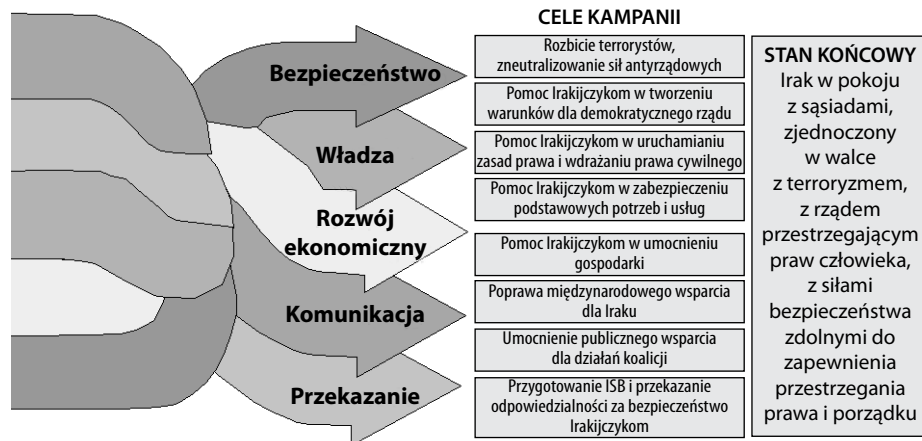 Bezpieczeństwo
Władza
Rozwój
ekonomiczny
Komunikacja
Przekazanie
CELE KAMPANII
Rozbicie terrorystów,
zneutralizowanie sił antyrządowych
Pomoc Irakijczykom w tworzeniu
warunków dla demokratycznego rządu
Pomoc Irakijczykom w uruchamianiu
zasad prawa i wdrażaniu prawa cywilnego
Pomoc Irakijczykom w zabezpieczeniu
podstawowych potrzeb i usług
Pomoc Irakijczykom w umocnieniu
gospodarki
Poprawa międzynarodowego wsparcia
dla Iraku
Umocnienie publicznego wsparcia
dla działań koalicji
Przygotowanie ISB i przekazanie
odpowiedzialności za bezpieczeństwo
Irakijczykom
STAN KOŃCOWY
Irak w pokoju
z sąsiadami,
zjednoczony
w walce
z terroryzmem,
z rządem
przestrzegającym
praw człowieka,
z siłami
bezpieczeństwa
zdolnymi do
zapewnienia
przestrzegania
prawa i porządku